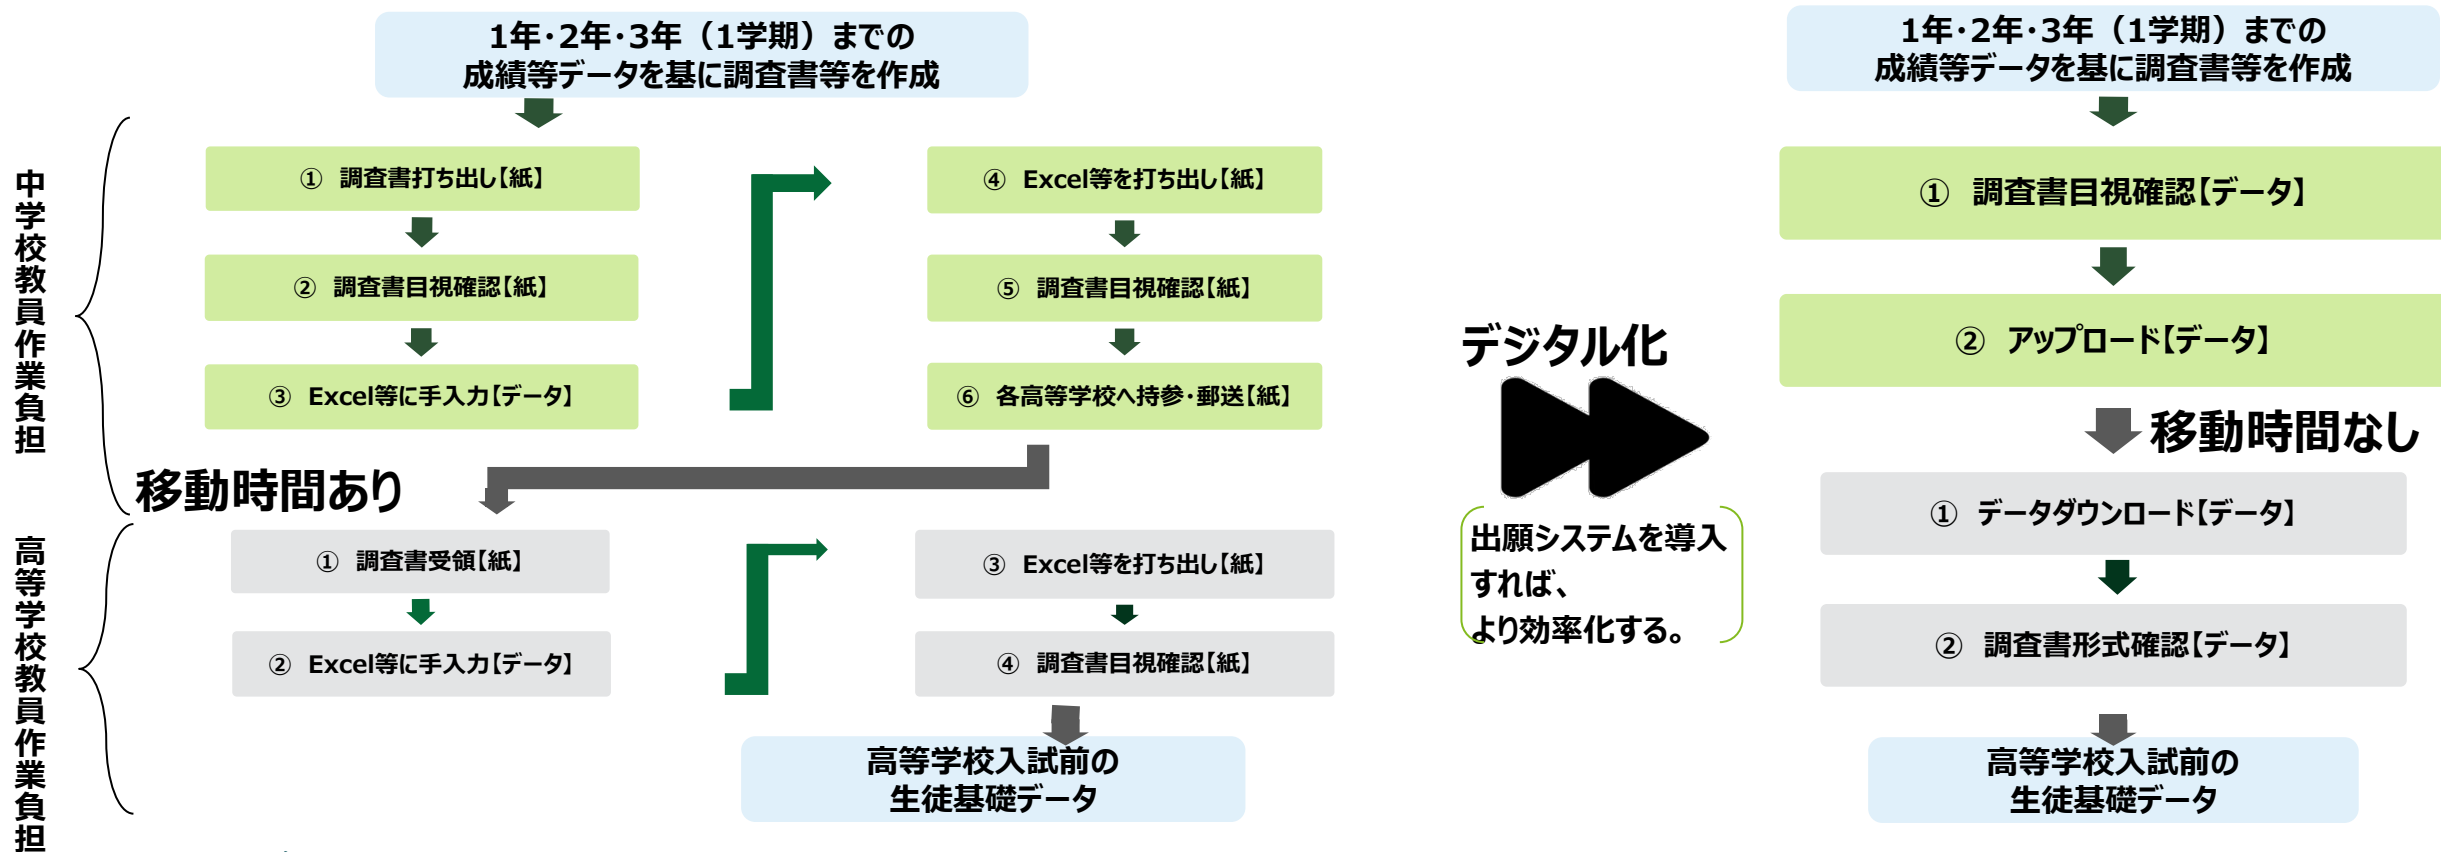 1年・2年・3年（1学期）までの
成績等データを基に調査書等を作成
中学校教員作業負担
① 調査書打ち出し【紙】
② 調査書目視確認【紙】
③ Excel等に手入力【データ】
④ Excel等を打ち出し【紙】
⑤ 調査書目視確認【紙】
⑥ 各高等学校へ持参・郵送【紙】
移動時間あり
高等学校教員作業負担
① 調査書受領【紙】
② Excel等に手入力【データ】
③ Excel等を打ち出し【紙】
④ 調査書目視確認【紙】
高等学校入試前の
生徒基礎データ
デジタル化
出願システムを導入
すれば、
より効率化する。
1年・2年・3年（1学期）までの
成績等データを基に調査書等を作成
① 調査書目視確認【データ】
② アップロード【データ】
移動時間なし
① データダウンロード【データ】
② 調査書形式確認【データ】
高等学校入試前の
生徒基礎データ